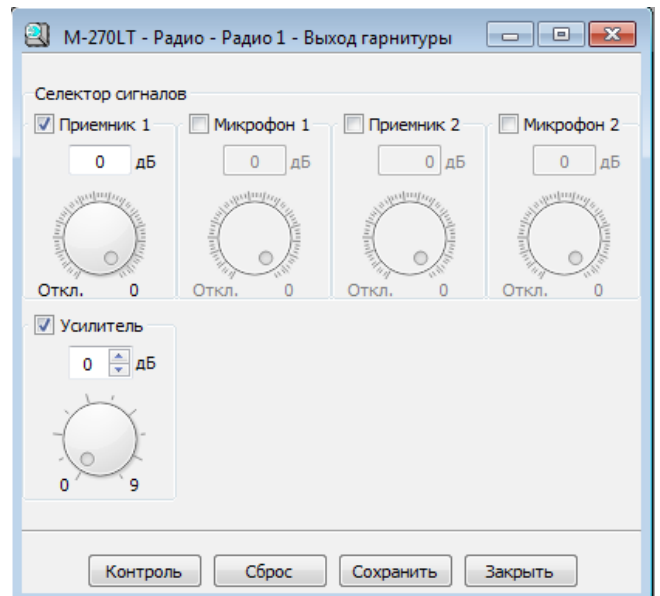 М-270LT - Радио - Радио 1 - Выход гарнитуры
Селектор сигналов
Приемник 1 Микрофон 1 Приемник 2 Микрофон 2
0 дБ 0 дБ 0 дБ 0 дБ
Откл. 0 Откл. 0 Откл. 0 Откл. 0
Усилитель
0 дБ
0 9
Контроль Сброс Сохранить Закрыть